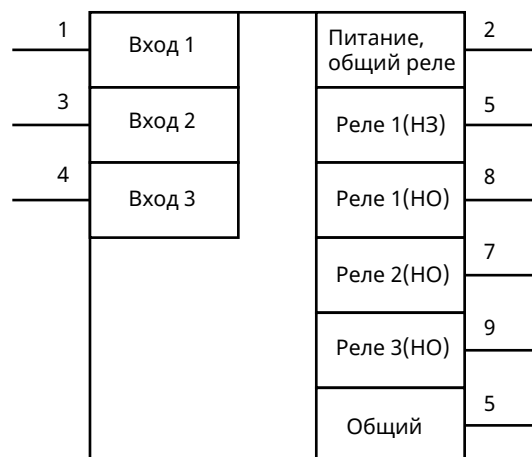 1
Вход 1
Питание,
общий реле
2
3
Вход 2
Реле 1(НЗ)
5
4
Вход 3
Реле 1(НО)
8
Реле 2(НО)
7
Реле 3(НО)
9
Общий
5